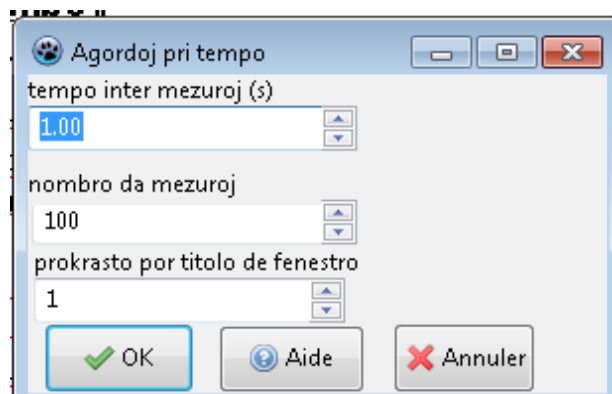 Agordoj pri tempo
tempo inter mezuroj (s)
1.00
nombro da mezuroj
100
prokrasto por titolo de fenestro
1
OK Aide Annuler